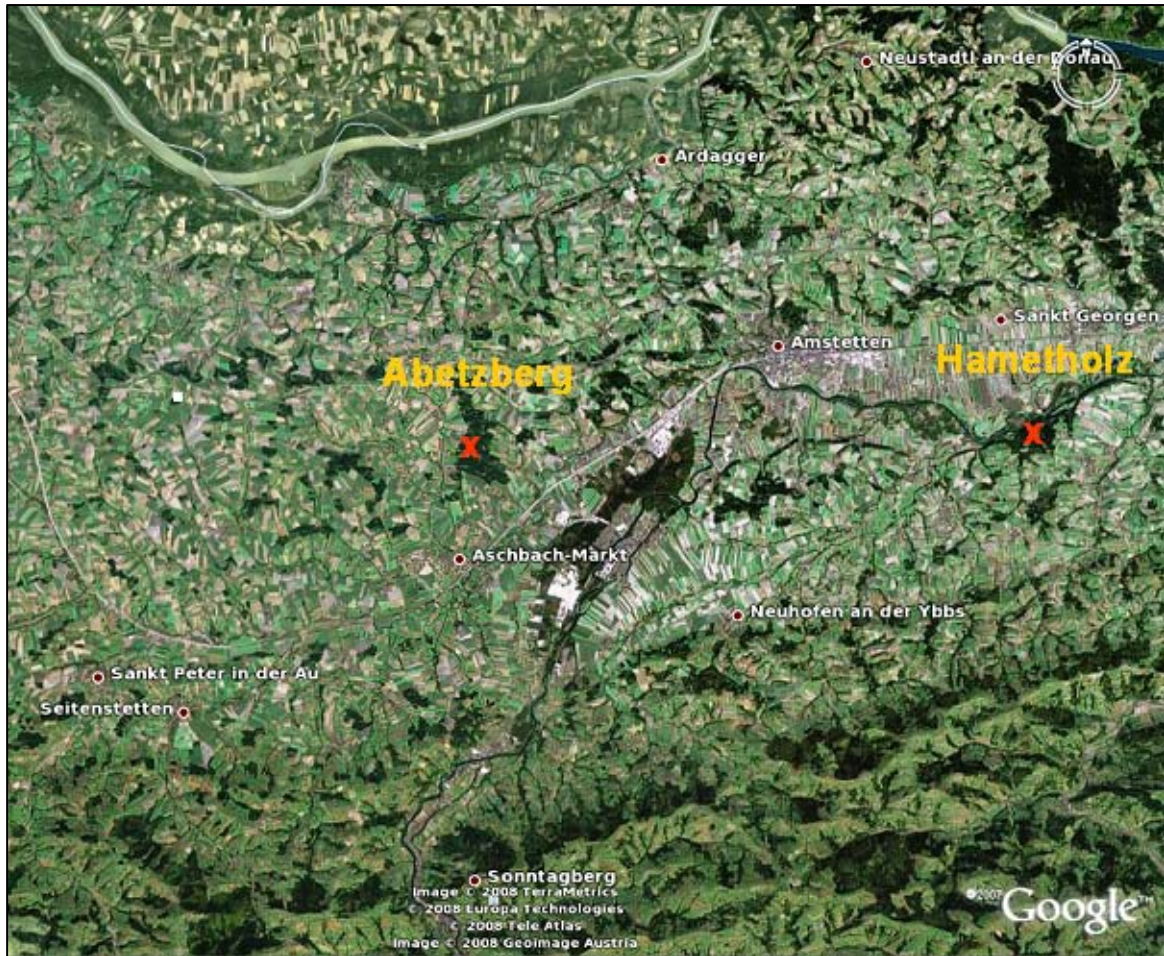 Neustadtl an der Donau
Ardagger
Sankt Georgen
Amstetten
Hametholz
Abetzberg
X
X
Aschbach-Markt
Neuhofen an der Ybbs
Sankt Peter in der Au
Seitenstetten
Sonntagberg
Image © 2008 TerraMetrics
© 2008 Europa Technologies
© 2008 Tele Atlas
Image © 2008 Geoimage Austria
©2007 Google™